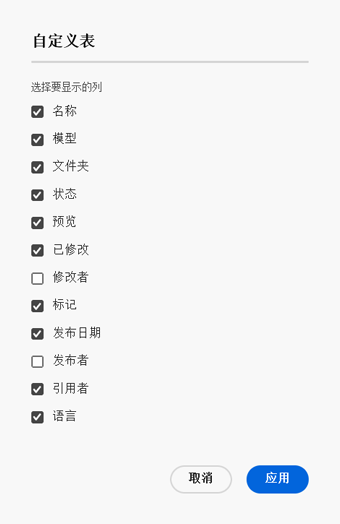 自定义表
选择要显示的列
名称
模型
文件夹
状态
预览
已修改
修改者
标记
发布日期
发布者
引用者
语言
取消
应用